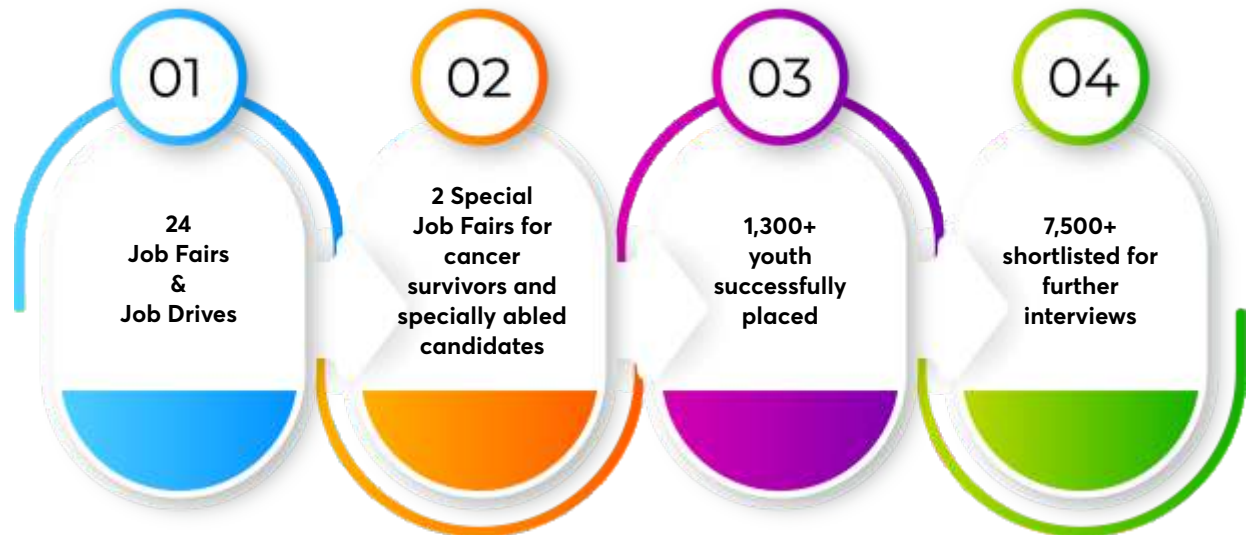 01
24
Job Fairs
&
Job Drives
02
2 Special
Job Fairs for
cancer
survivors and
specially abled
candidates
03
1,300+
youth
successfully
placed
04
7,500+
shortlisted for
further
interviews